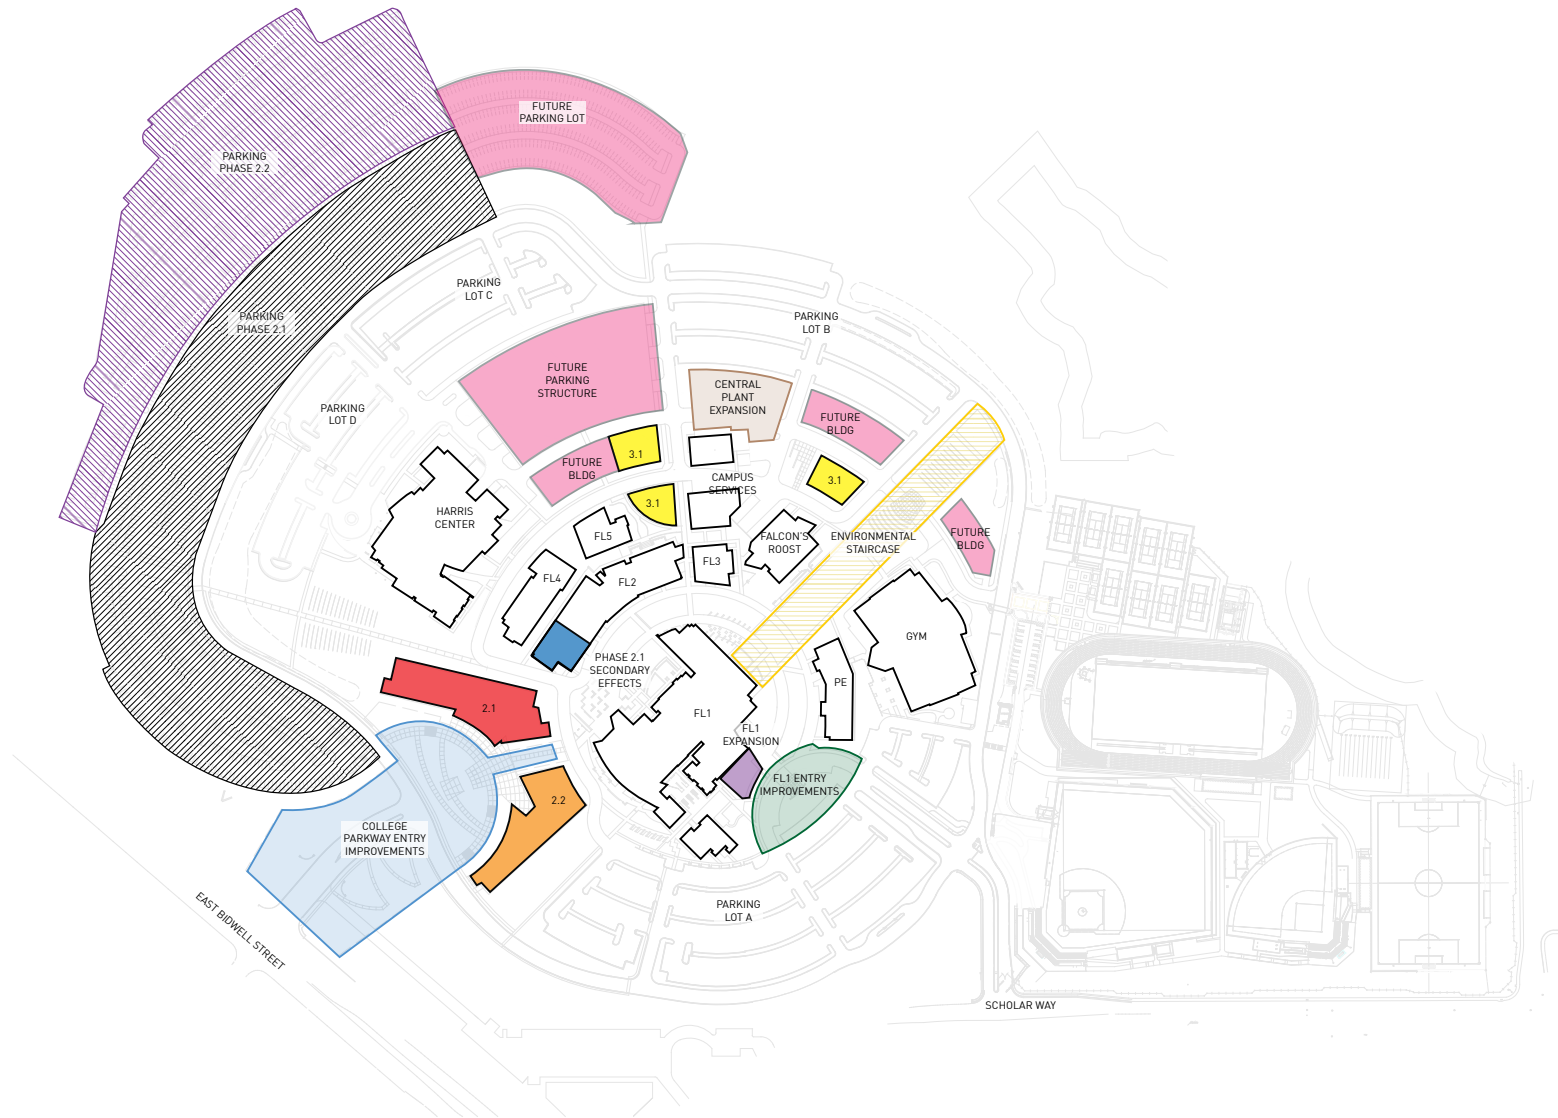 FUTURE
PARKING LOT
PARKING
PHASE 2.2
PARKING
LOT C
PARKING
PHASE 2.1
PARKING
LOT B
FUTURE
PARKING
STRUCTURE
CENTRAL
PLANT
EXPANSION
PARKING
LOT D
FUTURE
BLDG
3.1
FUTURE
BLDG
CAMPUS
SERVICES
3.1
3.1
HARRIS
CENTER
FL5
FALCON'S
ROOST
ENVIRONMENTAL
STAIRCASE
FUTURE
BLDG
FL3
FL4
FL2
GYM
PHASE 2.1
SECONDARY
EFFECTS
PE
2.1
FL1
FL1
EXPANSION
FL1 ENTRY
IMPROVEMENTS
2.2
COLLEGE
PARKWAY ENTRY
IMPROVEMENTS
PARKING
LOT A
EAST BIDWELL STREET
SCHOLAR WAY